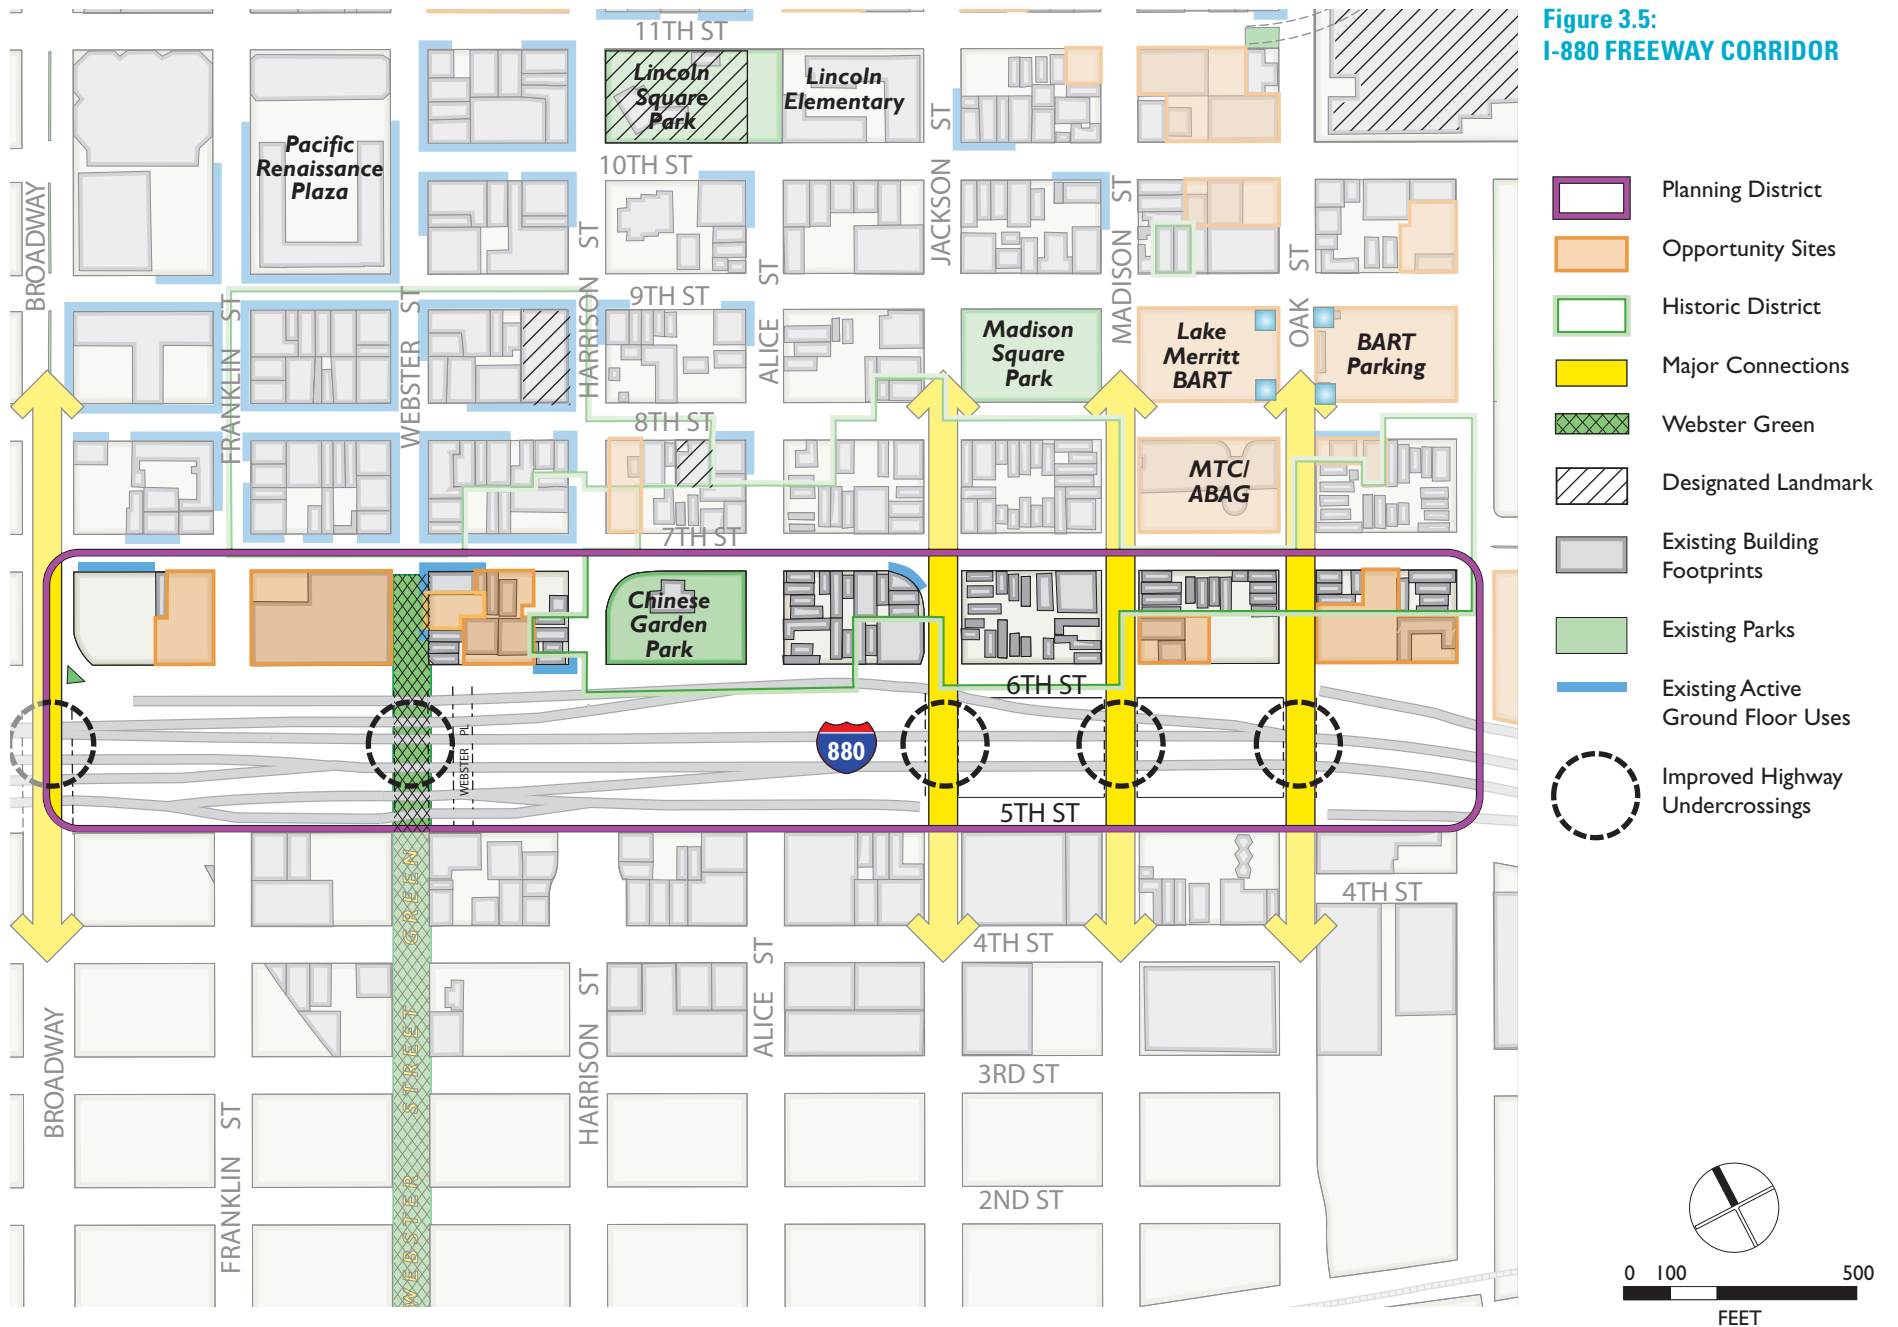 Figure 3.5:
I-880 FREEWAY CORRIDOR
Planning District
Opportunity Sites
Historic District
Major Connections
Webster Green
Designated Landmark
Existing Building
Footprints
Existing Parks
Existing Active
Ground Floor Uses
Improved Highway
Undercrossings
0 100 500
FEET
11TH ST
Lincoln
Square
Park
Lincoln
Elementary
Pacific
Renaissance
Plaza
10TH ST
BROADWAY
FRANKLIN ST
WEBSTER ST
HARRISON ST
ALICE ST
JACKSON ST
MADISON ST
OAK ST
9TH ST
Madison
Square
Park
Lake
Merritt
BART
BART
Parking
8TH ST
MTC/
ABAG
7TH ST
Chinese
Garden
Park
6TH ST
880
WEBSTER PL
5TH ST
4TH ST
4TH ST
WEBSTER STREET GREEN
BROADWAY
FRANKLIN ST
HARRISON ST
ALICE ST
3RD ST
2ND ST